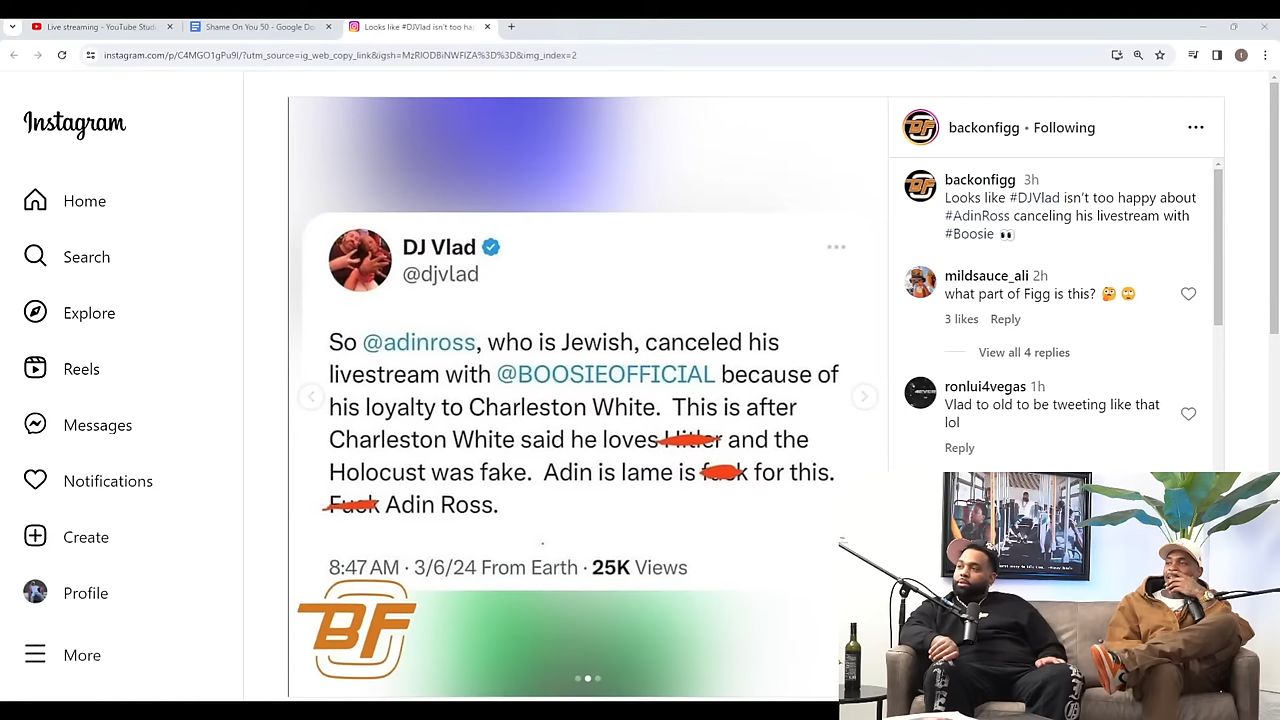 Live streaming - YouTube Studi
Shame On You 50 - Google Do
Looks like #DJVlad isn't too ha
instagram.com/p/C4MGO1gPu9I/?utm_source=ig_web_copy_link&igsh=MzRlODBiNWFlZA%3D%3D&img_index=2
Instagram
Home
Search
Explore
Reels
Messages
Notifications
Create
Profile
More
DJ Vlad
@djvlad
So @adinross, who is Jewish, canceled his
livestream with @BOOSIEOFFICIAL because of
his loyalty to Charleston White. This is after
Charleston White said he loves Hitler and the
Holocust was fake. Adin is lame is fuck for this.
Fuck Adin Ross.
8:47 AM · 3/6/24 From Earth · 25K Views
BF
backonfigg • Following
backonfigg 3h
Looks like #DJVlad isn't too happy about
#AdinRoss canceling his livestream with
#Boosie 👀
mildsauce_ali 2h
what part of Figg is this? 🤔 🙄
3 likes Reply
View all 4 replies
ronlui4vegas 1h
Vlad to old to be tweeting like that
lol
Reply